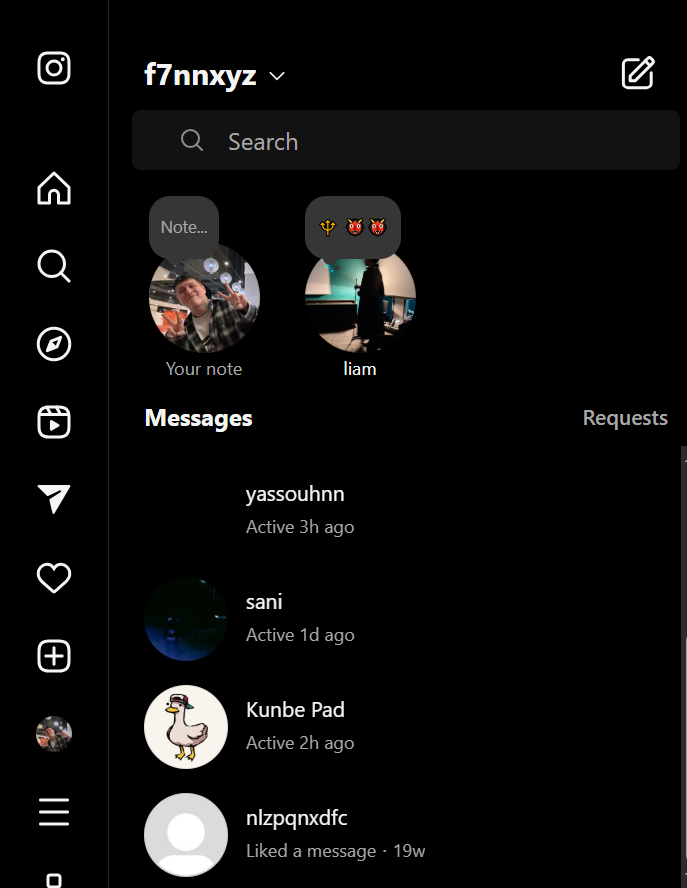 f7nnxyz
Search
Note...
Your note
liam
Messages
Requests
yassouhnn
Active 3h ago
sani
Active 1d ago
Kunbe Pad
Active 2h ago
nlzpqnxdfc
Liked a message · 19w